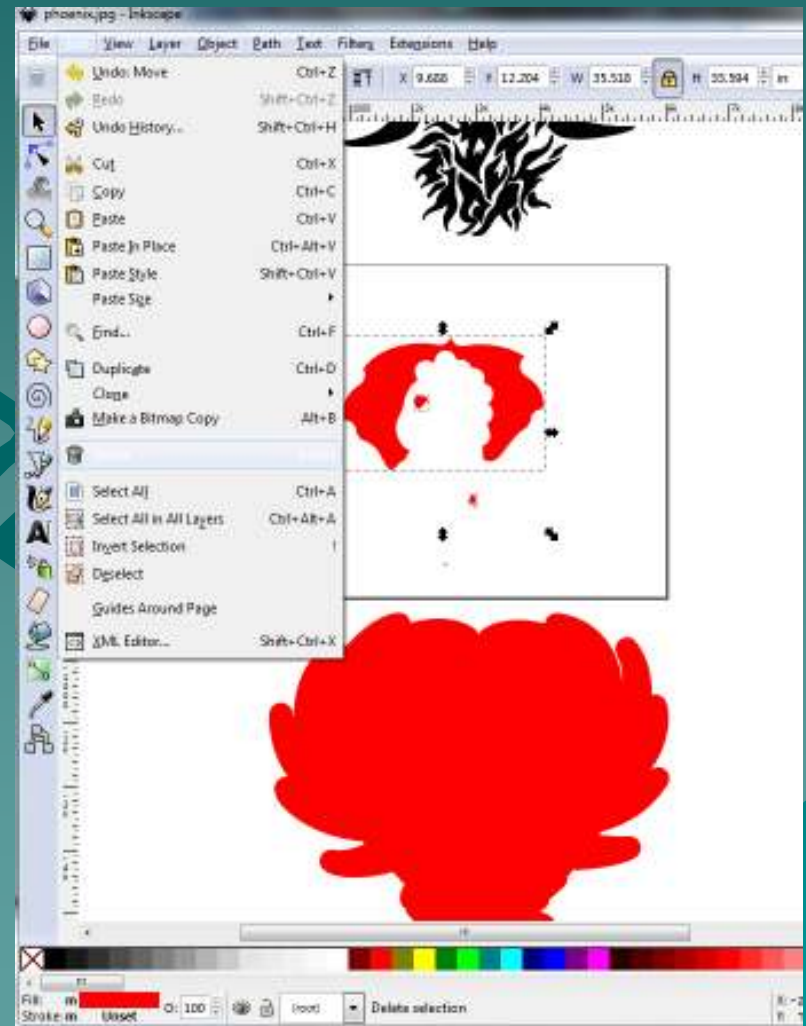 phoenix.jpg - Inkscape
File View Layer Object Path Text Filters Extensions Help
X 9.688 Y 12.204 W 35.518 H 35.594 in
Undo: Move Ctrl+Z
Redo Shift+Ctrl+Z
Undo History... Shift+Ctrl+H
Cut Ctrl+X
Copy Ctrl+C
Paste Ctrl+V
Paste In Place Ctrl+Alt+V
Paste Style Shift+Ctrl+V
Paste Size
Find... Ctrl+F
Duplicate Ctrl+D
Clone
Make a Bitmap Copy Alt+B
Select All Ctrl+A
Select All in All Layers Ctrl+Alt+A
Invert Selection !
Deselect
Guides Around Page
XML Editor... Shift+Ctrl+X
Fill: m
Stroke: m Unset O: 100 (root) Delete selection